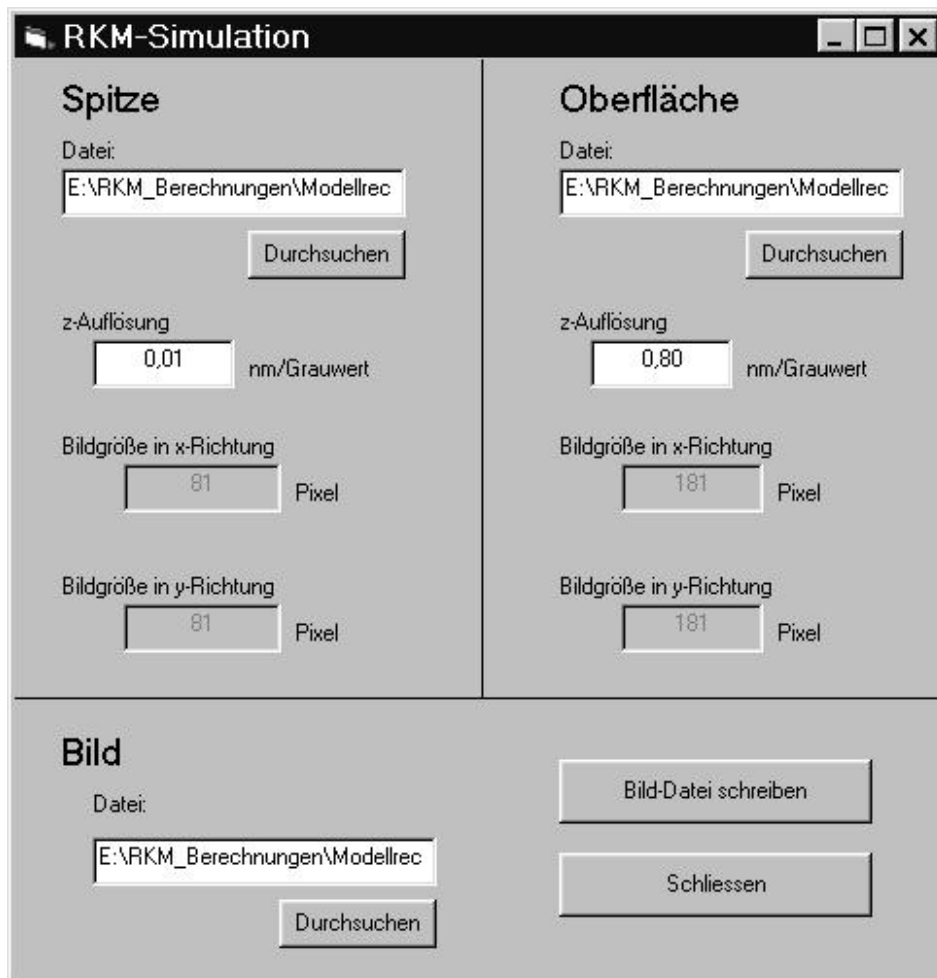 RKM-Simulation
Spitze
Datei:
E:\RKM_Berechnungen\Modellrec
Durchsuchen
z-Auflösung
0,01 nm/Grauwert
Bildgröße in x-Richtung
81 Pixel
Bildgröße in y-Richtung
81 Pixel
Oberfläche
Datei:
E:\RKM_Berechnungen\Modellrec
Durchsuchen
z-Auflösung
0,80 nm/Grauwert
Bildgröße in x-Richtung
181 Pixel
Bildgröße in y-Richtung
181 Pixel
Bild
Datei:
E:\RKM_Berechnungen\Modellrec
Durchsuchen
Bild-Datei schreiben
Schliessen